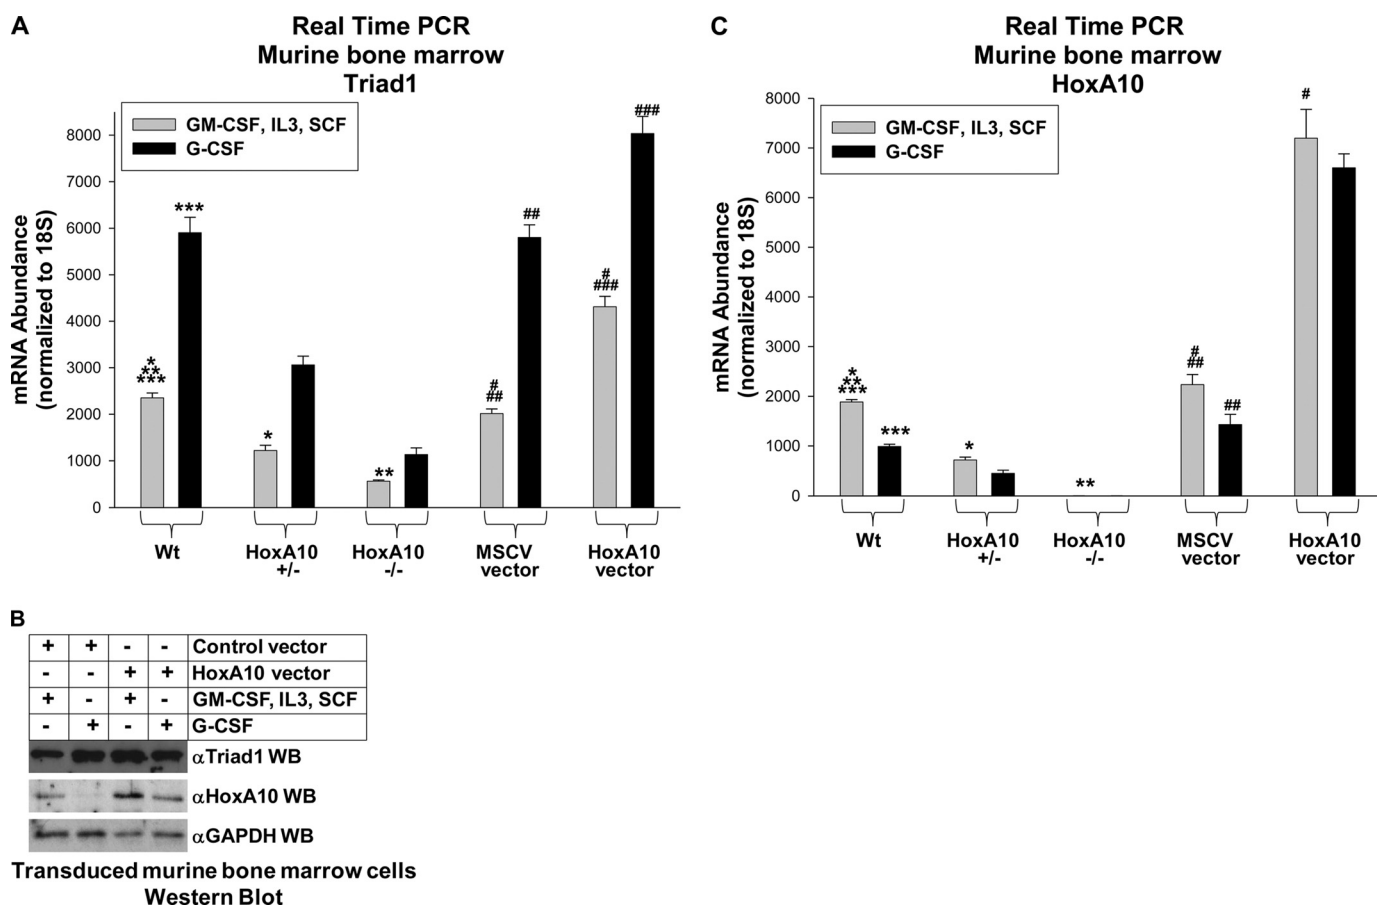 A
Real Time PCR
Murine bone marrow
Triad1
GM-CSF, IL3, SCF
G-CSF
mRNA Abundance
(normalized to 18S)
8000
7000
6000
5000
4000
3000
2000
1000
0
*
**
***
***
*
**
#
##
##
#
###
###
Wt
HoxA10
+/-
HoxA10
-/-
MSCV
vector
HoxA10
vector
C
Real Time PCR
Murine bone marrow
HoxA10
GM-CSF, IL3, SCF
G-CSF
mRNA Abundance
(normalized to 18S)
8000
7000
6000
5000
4000
3000
2000
1000
0
*
**
***
***
*
**
#
##
##
#
Wt
HoxA10
+/-
HoxA10
-/-
MSCV
vector
HoxA10
vector
B
+ + - - Control vector
- - + + HoxA10 vector
+ - + - GM-CSF, IL3, SCF
- + - + G-CSF
αTriad1 WB
αHoxA10 WB
αGAPDH WB
Transduced murine bone marrow cells
Western Blot